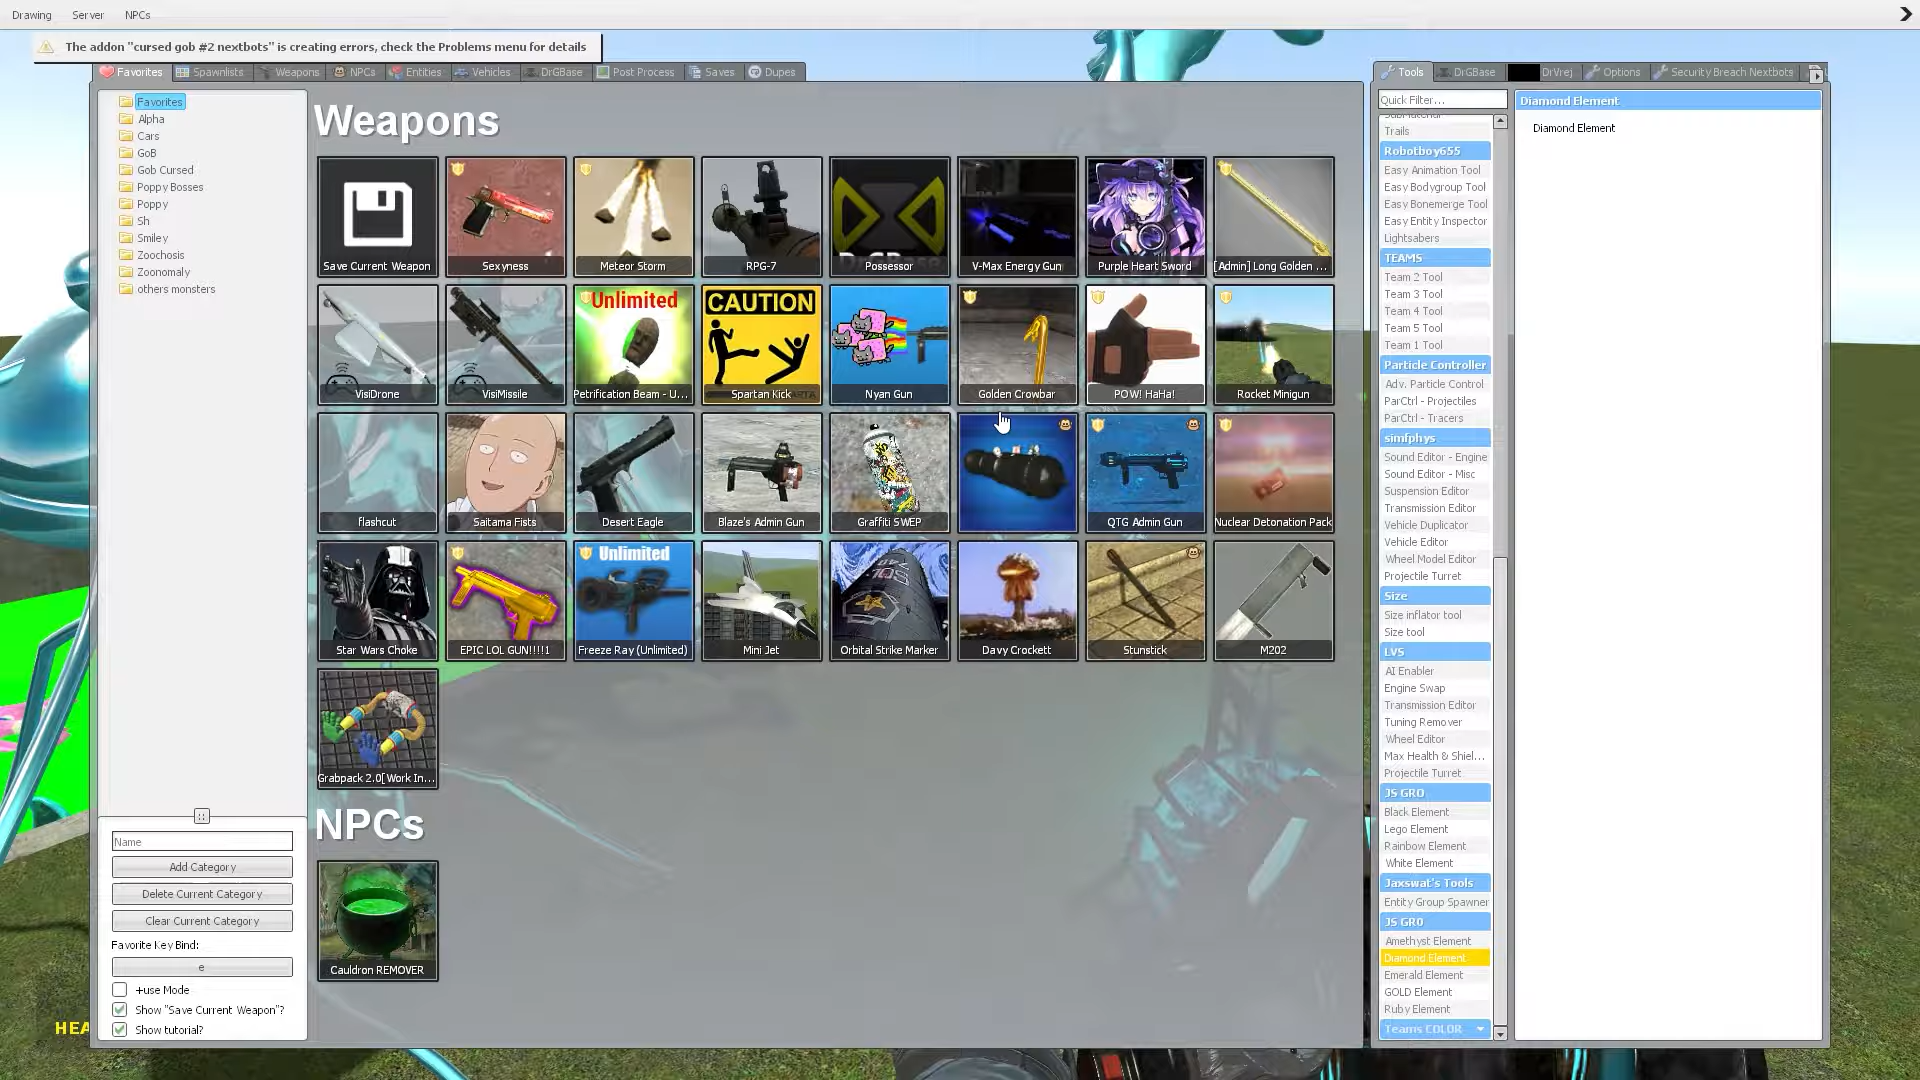 Drawing Server NPCs
The addon "cursed gob #2 nextbots" is creating errors, check the Problems menu for details
Favorites Spawnlists Weapons NPCs Entities Vehicles DrGBase Post Process Saves Dupes
Favorites
Alpha
Cars
GoB
Gob Cursed
Poppy Bosses
Poppy
Sh
Smiley
Zoochosis
Zoonomaly
others monsters
Name
Add Category
Delete Current Category
Clear Current Category
Favorite Key Bind:
e
+use Mode
Show "Save Current Weapon"?
Show tutorial?
HEA
Weapons
Save Current Weapon
Sexyness
Meteor Storm
RPG-7
Possessor
V-Max Energy Gun
Purple Heart Sword
[Admin] Long Golden ...
VisiDrone
VisiMissile
Unlimited
Petrification Beam - U...
CAUTION
Spartan Kick
Nyan Gun
Golden Crowbar
POW! HaHa!
Rocket Minigun
flashcut
Saitama Fists
Desert Eagle
Blaze's Admin Gun
Graffiti SWEP
QTG Admin Gun
Nuclear Detonation Pack
Star Wars Choke
EPIC LOL GUN!!!!1
Unlimited
Freeze Ray (Unlimited)
Mini Jet
Orbital Strike Marker
Davy Crockett
Stunstick
M202
Grabpack 2.0[Work In...
NPCs
Cauldron REMOVER
Tools DrGBase DrVrej Options Security Breach Nextbots
Quick Filter...
Trails
Robotboy655
Easy Animation Tool
Easy Bodygroup Tool
Easy Bonemerge Tool
Easy Entity Inspector
Lightsabers
TEAMS
Team 2 Tool
Team 3 Tool
Team 4 Tool
Team 5 Tool
Team 1 Tool
Particle Controller
Adv. Particle Control
ParCtrl - Projectiles
ParCtrl - Tracers
simfphys
Sound Editor - Engine
Sound Editor - Misc
Suspension Editor
Transmission Editor
Vehicle Duplicator
Vehicle Editor
Wheel Model Editor
Projectile Turret
Size
Size inflator tool
Size tool
LVS
AI Enabler
Engine Swap
Transmission Editor
Tuning Remover
Wheel Editor
Max Health & Shiel...
Projectile Turret
JS GRO
Black Element
Lego Element
Rainbow Element
White Element
Jaxswat's Tools
Entity Group Spawner
JS GR0
Amethyst Element
Diamond Element
Emerald Element
GOLD Element
Ruby Element
Teams COLOR
Diamond Element
Diamond Element